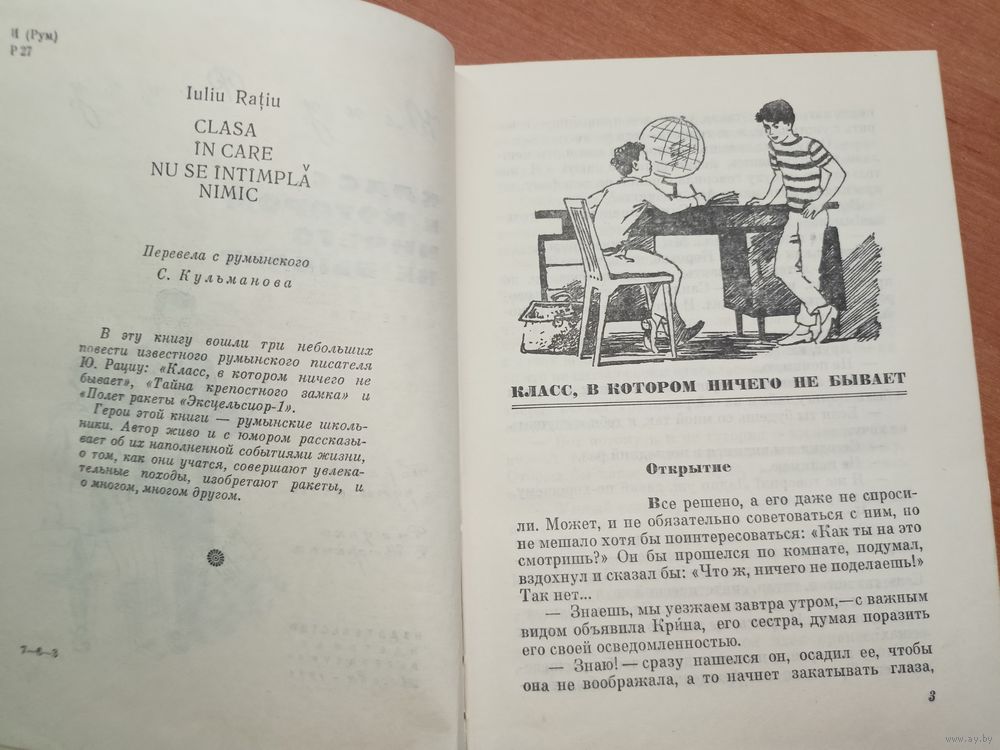 И (Рум.)
Р 27
Iuliu Rațiu
CLASA
IN CARE
NU SE INTIMPLĂ
NIMIC
Перевела с румынского
С. Кульманова
В эту книгу вошли три небольших
повести известного румынского писателя
Ю. Рациу: «Класс, в котором ничего не
бывает», «Тайна крепостного замка» и
«Полет ракеты «Эксцельсиор-1».
Герои этой книги — румынские школь-
ники. Автор живо и с юмором рассказы-
вает об их наполненной событиями жизни,
о том, как они учатся, совершают увлека-
тельные походы, изобретают ракеты, и
о многом, многом другом.
7—6—3
КЛАСС, В КОТОРОМ НИЧЕГО НЕ БЫВАЕТ
Открытие
Все решено, а его даже не спроси-
ли. Может, и не обязательно советоваться с ним, но
не мешало хотя бы поинтересоваться: «Как ты на это
смотришь?» Он бы прошелся по комнате, подумал,
вздохнул и сказал бы: «Что ж, ничего не поделаешь!»
Так нет...
— Знаешь, мы уезжаем завтра утром,—с важным
видом объявила Кри́на, его сестра, думая поразить
его своей осведомленностью.
— Знаю! — сразу нашелся он, осадил ее, чтобы
она не воображала, а то начнет закатывать глаза,
3
www.ay.by